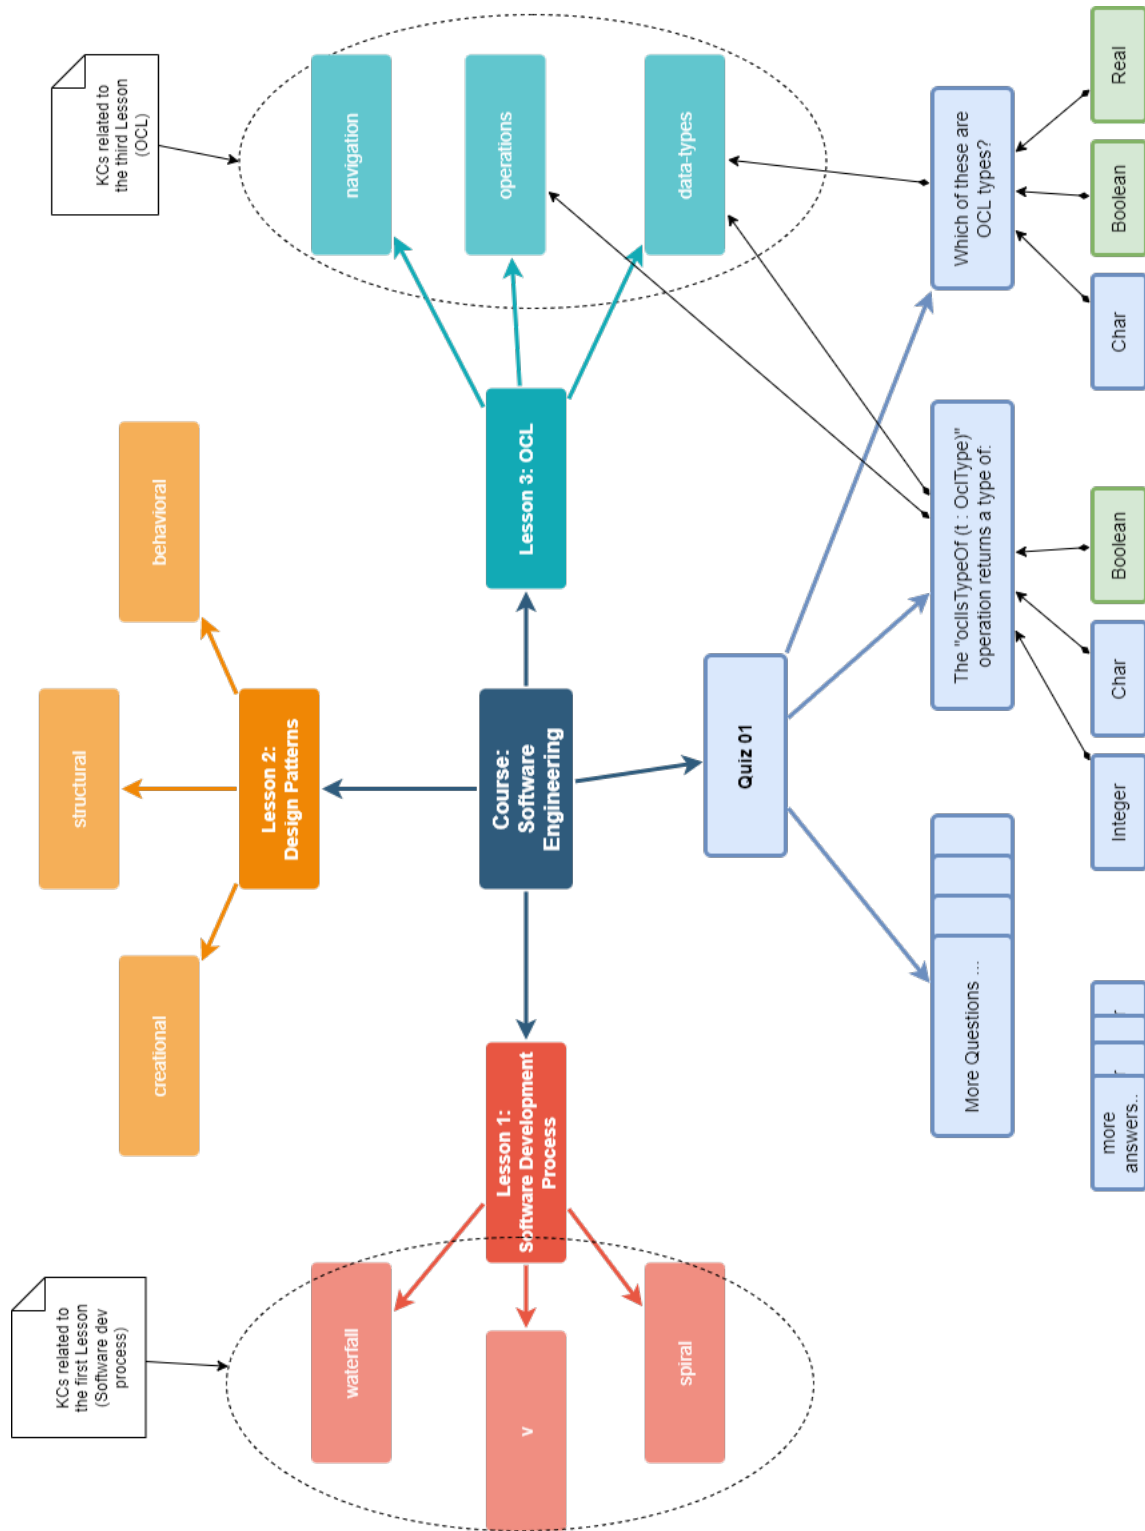 KCs related to
the first Lesson
(Software dev
process)
waterfall
v
spiral
Lesson 1:
Software Development
Process
creational
structural
behavioral
Lesson 2:
Design Patterns
Course:
Software
Engineering
Lesson 3: OCL
KCs related to
the third Lesson
(OCL)
navigation
operations
data-types
Quiz 01
More Questions ...
The "oclIsTypeOf (t : OclType)"
operation returns a type of:
Which of these are
OCL types?
more
answers..
Integer
Char
Boolean
Char
Boolean
Real